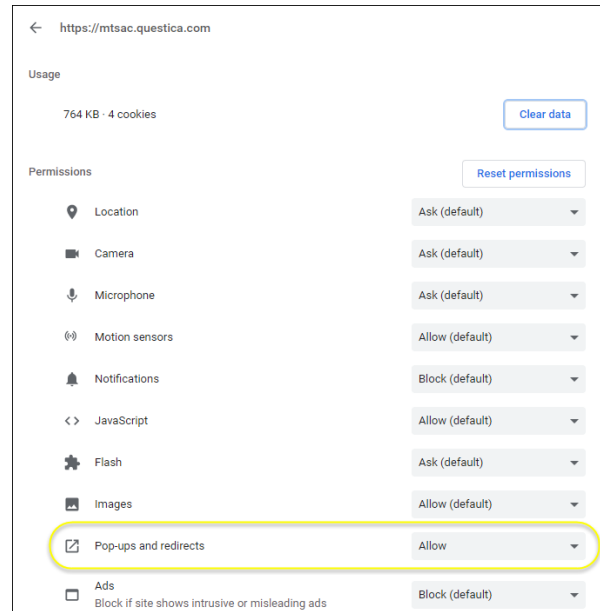 https://mtsac.questica.com
Usage
764 KB · 4 cookies
Clear data
Permissions
Reset permissions
Location
Ask (default)
Camera
Ask (default)
Microphone
Ask (default)
Motion sensors
Allow (default)
Notifications
Block (default)
JavaScript
Allow (default)
Flash
Ask (default)
Images
Allow (default)
Pop-ups and redirects
Allow
Ads
Block if site shows intrusive or misleading ads
Block (default)